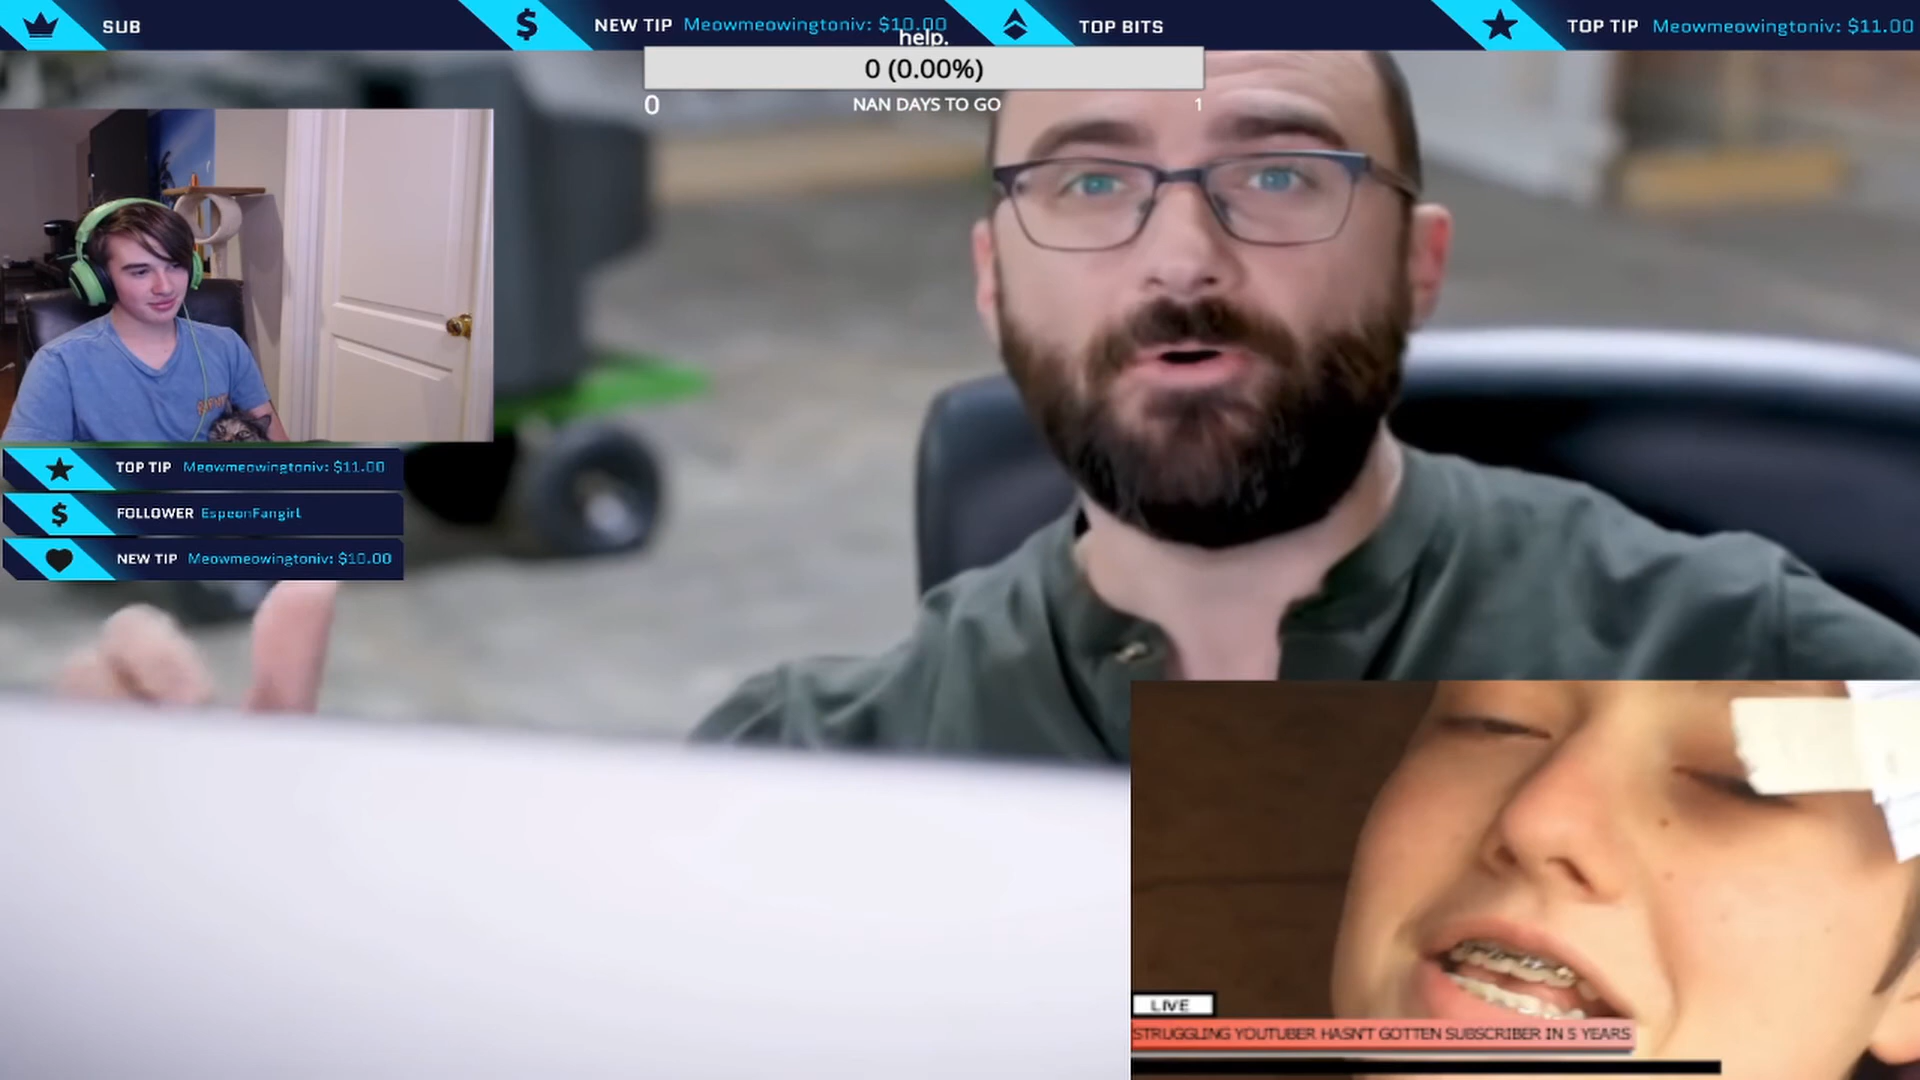 SUB
NEW TIP Meowmeowingtoniv: $10.00
TOP BITS
TOP TIP Meowmeowingtoniv: $11.00
help.
0 (0.00%)
0 NAN DAYS TO GO 1
TOP TIP Meowmeowingtoniv: $11.00
FOLLOWER EspeonFangirl
NEW TIP Meowmeowingtoniv: $10.00
LIVE
STRUGGLING YOUTUBER HASN'T GOTTEN SUBSCRIBER IN 5 YEARS